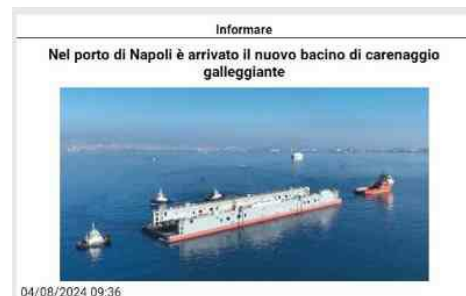 Informare
Nel porto di Napoli è arrivato il nuovo bacino di carenaggio
galleggiante
04/08/2024 09:36